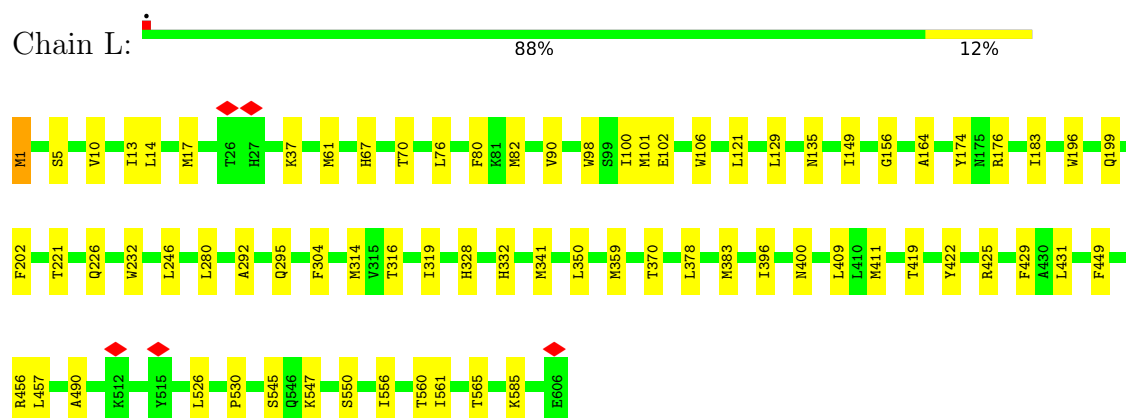 Chain L:
88%
12%
M1 S5 V10 I13 L14 M17 T26 H27 K37 M61 H67 T70 L76 F80 K81 M82 V90 W98 S99 I100 M101 E102 W106 L121 L129 N135 I149 G156 A164 Y174 N175 R176 I183 W196 Q199
F202 T221 Q226 W232 L246 L280 A292 Q295 F304 M314 V315 T316 I319 H328 H332 M341 L350 M359 T370 L378 M383 I396 N400 L409 L410 M411 T419 Y422 R425 F429 A430 L431 F449
R456 L457 A490 K512 Y515 L526 P530 S545 Q546 K547 S550 I556 T560 I561 T565 K585 E606